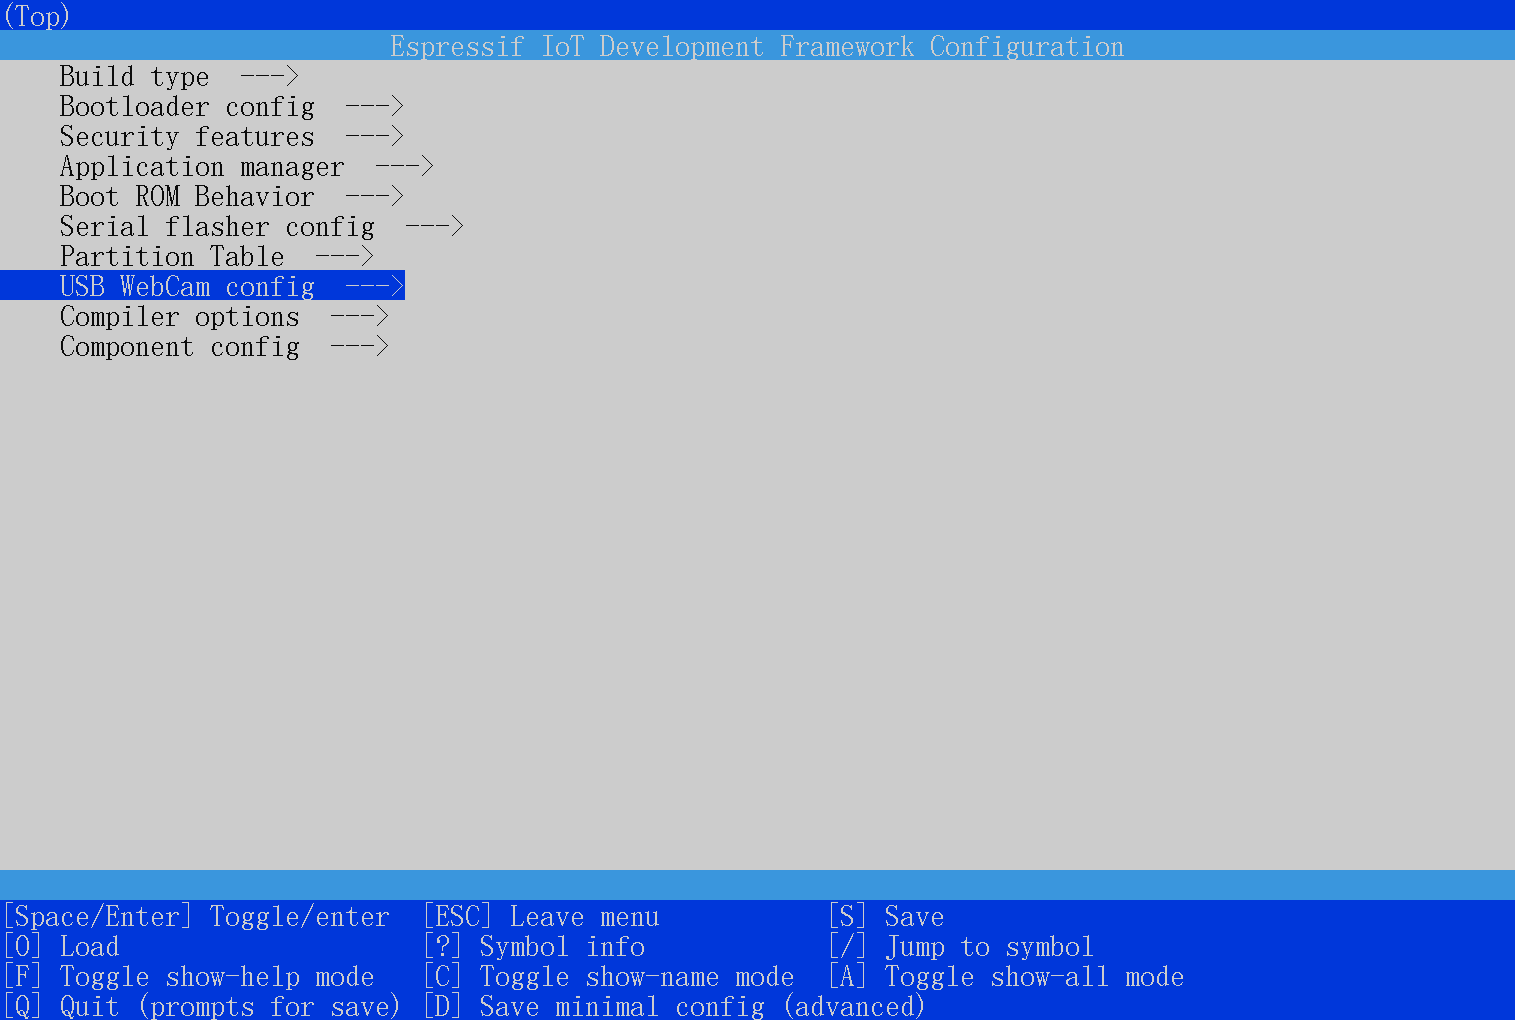 (Top)
Espressif IoT Development Framework Configuration
Build type  --->
Bootloader config  --->
Security features  --->
Application manager  --->
Boot ROM Behavior  --->
Serial flasher config  --->
Partition Table  --->
USB WebCam config  --->
Compiler options  --->
Component config  --->
[Space/Enter] Toggle/enter  [ESC] Leave menu  [S] Save
[O] Load  [?] Symbol info  [/] Jump to symbol
[F] Toggle show-help mode  [C] Toggle show-name mode  [A] Toggle show-all mode
[Q] Quit (prompts for save)  [D] Save minimal config (advanced)